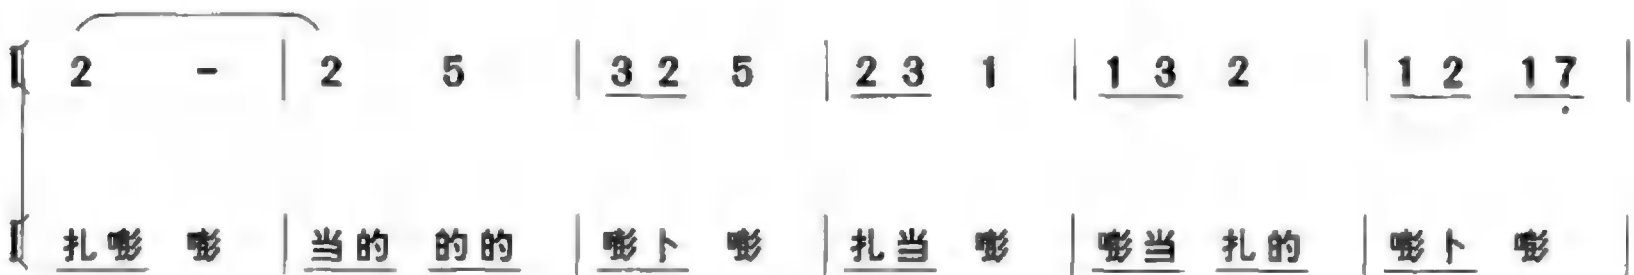 2 - | 2 5 | 3 2 5 | 2 3 1 | 1 3 2 | 1 2 1 7 |
扎嘭 嘭 | 当的 的的 | 嘭卜 嘭 | 扎当 嘭 | 嘭当 扎的 | 嘭卜 嘭 |